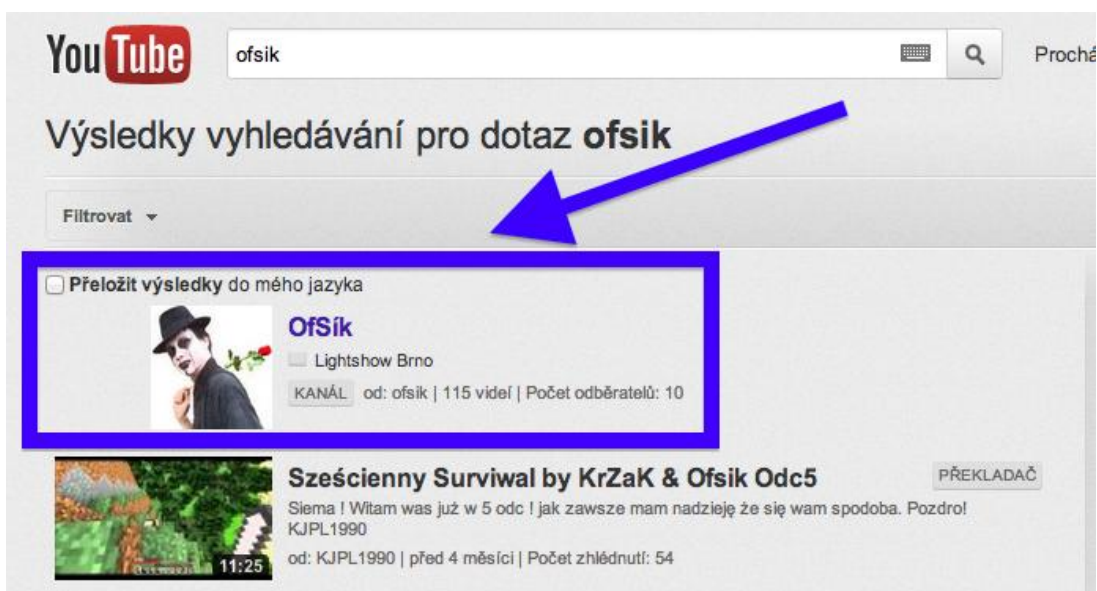 YouTube
ofsik
Prochá
Výsledky vyhledávání pro dotaz ofsik
Filtrovat
Přeložit výsledky do mého jazyka
OfSík
Lightshow Brno
KANÁL od: ofsik | 115 videí | Počet odběratelů: 10
Sześcienny Surviwal by KrZaK & Ofsik Odc5
PŘEKLADAČ
Siema ! Witam was już w 5 odc ! jak zawsze mam nadzieję że się wam spodoba. Pozdro!
KJPL1990
od: KJPL1990 | před 4 měsíci | Počet zhlédnutí: 54
11:25